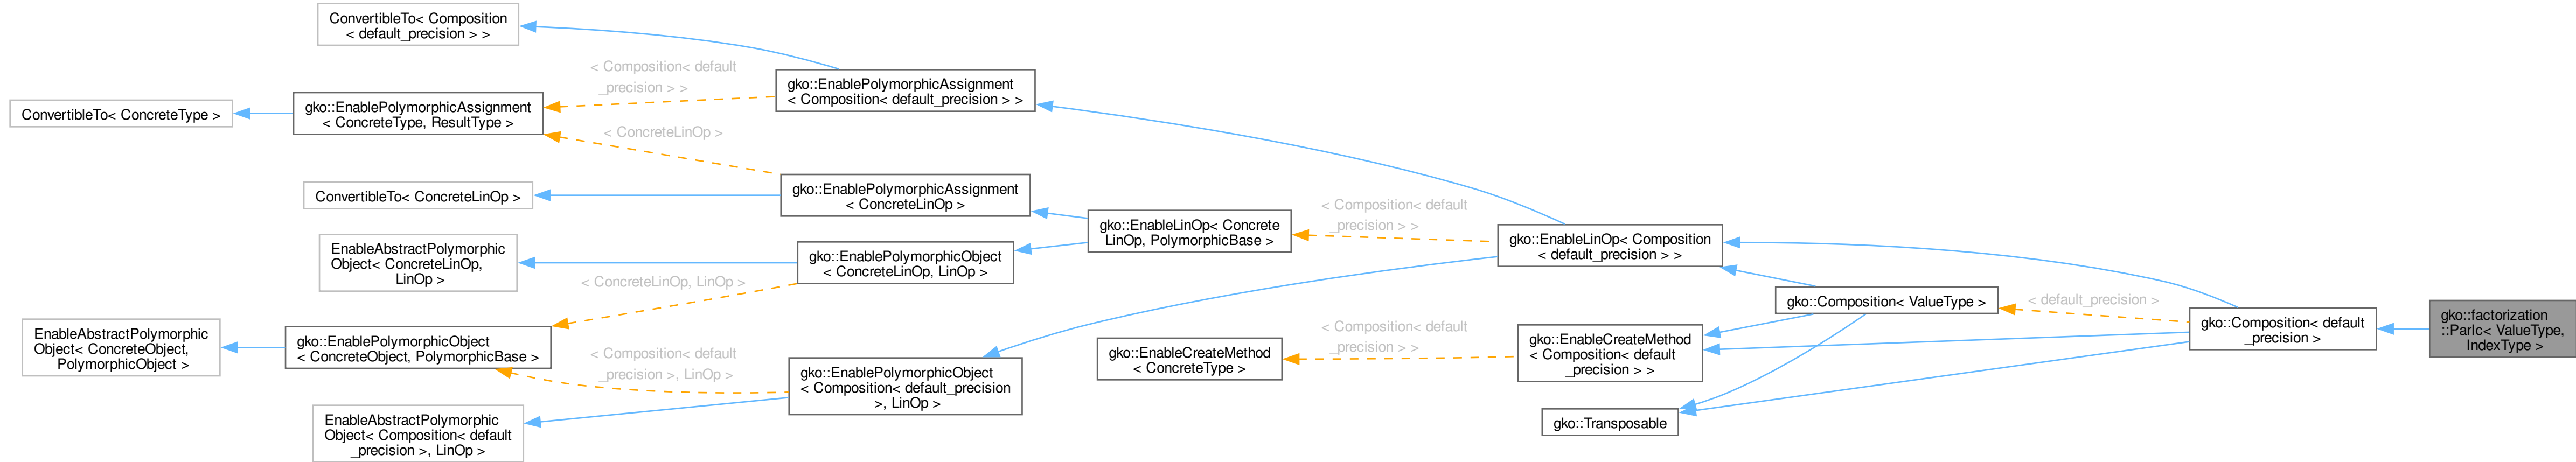 ConvertibleTo< Composition
< default_precision > >
< Composition< default
_precision > >
gko::EnablePolymorphicAssignment
< Composition< default_precision > >
ConvertibleTo< ConcreteType >
gko::EnablePolymorphicAssignment
< ConcreteType, ResultType >
< ConcreteLinOp >
ConvertibleTo< ConcreteLinOp >
gko::EnablePolymorphicAssignment
< ConcreteLinOp >
gko::EnableLinOp< Concrete
LinOp, PolymorphicBase >
< Composition< default
_precision > >
gko::EnableLinOp< Composition
< default_precision > >
EnableAbstractPolymorphic
Object< ConcreteLinOp,
LinOp >
gko::EnablePolymorphicObject
< ConcreteLinOp, LinOp >
< ConcreteLinOp, LinOp >
gko::Composition< ValueType >
< default_precision >
gko::Composition< default
_precision >
gko::factorization
::ParIc< ValueType,
IndexType >
EnableAbstractPolymorphic
Object< ConcreteObject,
PolymorphicObject >
gko::EnablePolymorphicObject
< ConcreteObject, PolymorphicBase >
< Composition< default
_precision >, LinOp >
gko::EnablePolymorphicObject
< Composition< default_precision
>, LinOp >
gko::EnableCreateMethod
< ConcreteType >
< Composition< default
_precision > >
gko::EnableCreateMethod
< Composition< default
_precision > >
EnableAbstractPolymorphic
Object< Composition< default
_precision >, LinOp >
gko::Transposable